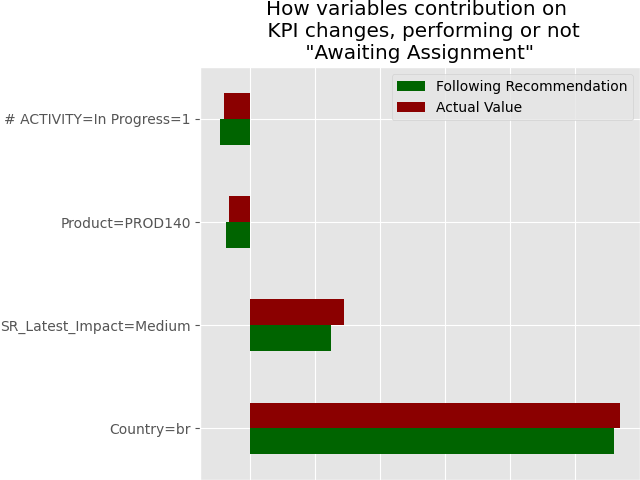 How variables contribution on
KPI changes, performing or not
"Awaiting Assignment"
Following Recommendation
Actual Value
# ACTIVITY=In Progress=1
Product=PROD140
SR_Latest_Impact=Medium
Country=br